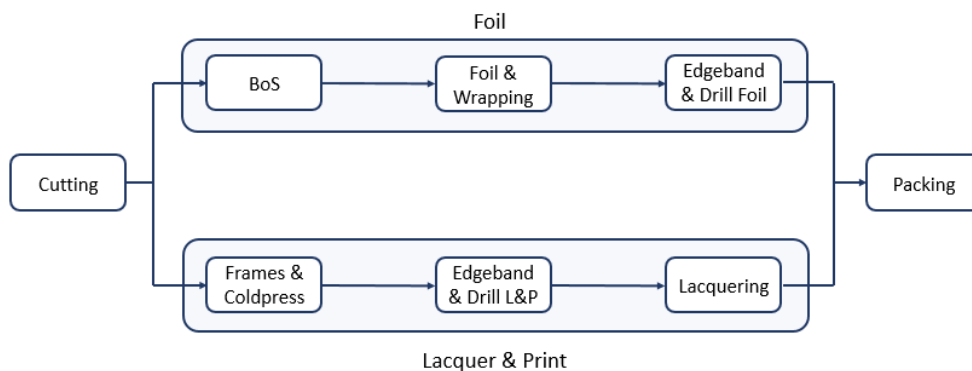 Foil
BoS
Foil &
Wrapping
Edgeband
& Drill Foil
Cutting
Packing
Frames &
Coldpress
Edgeband
& Drill L&P
Lacquering
Lacquer & Print